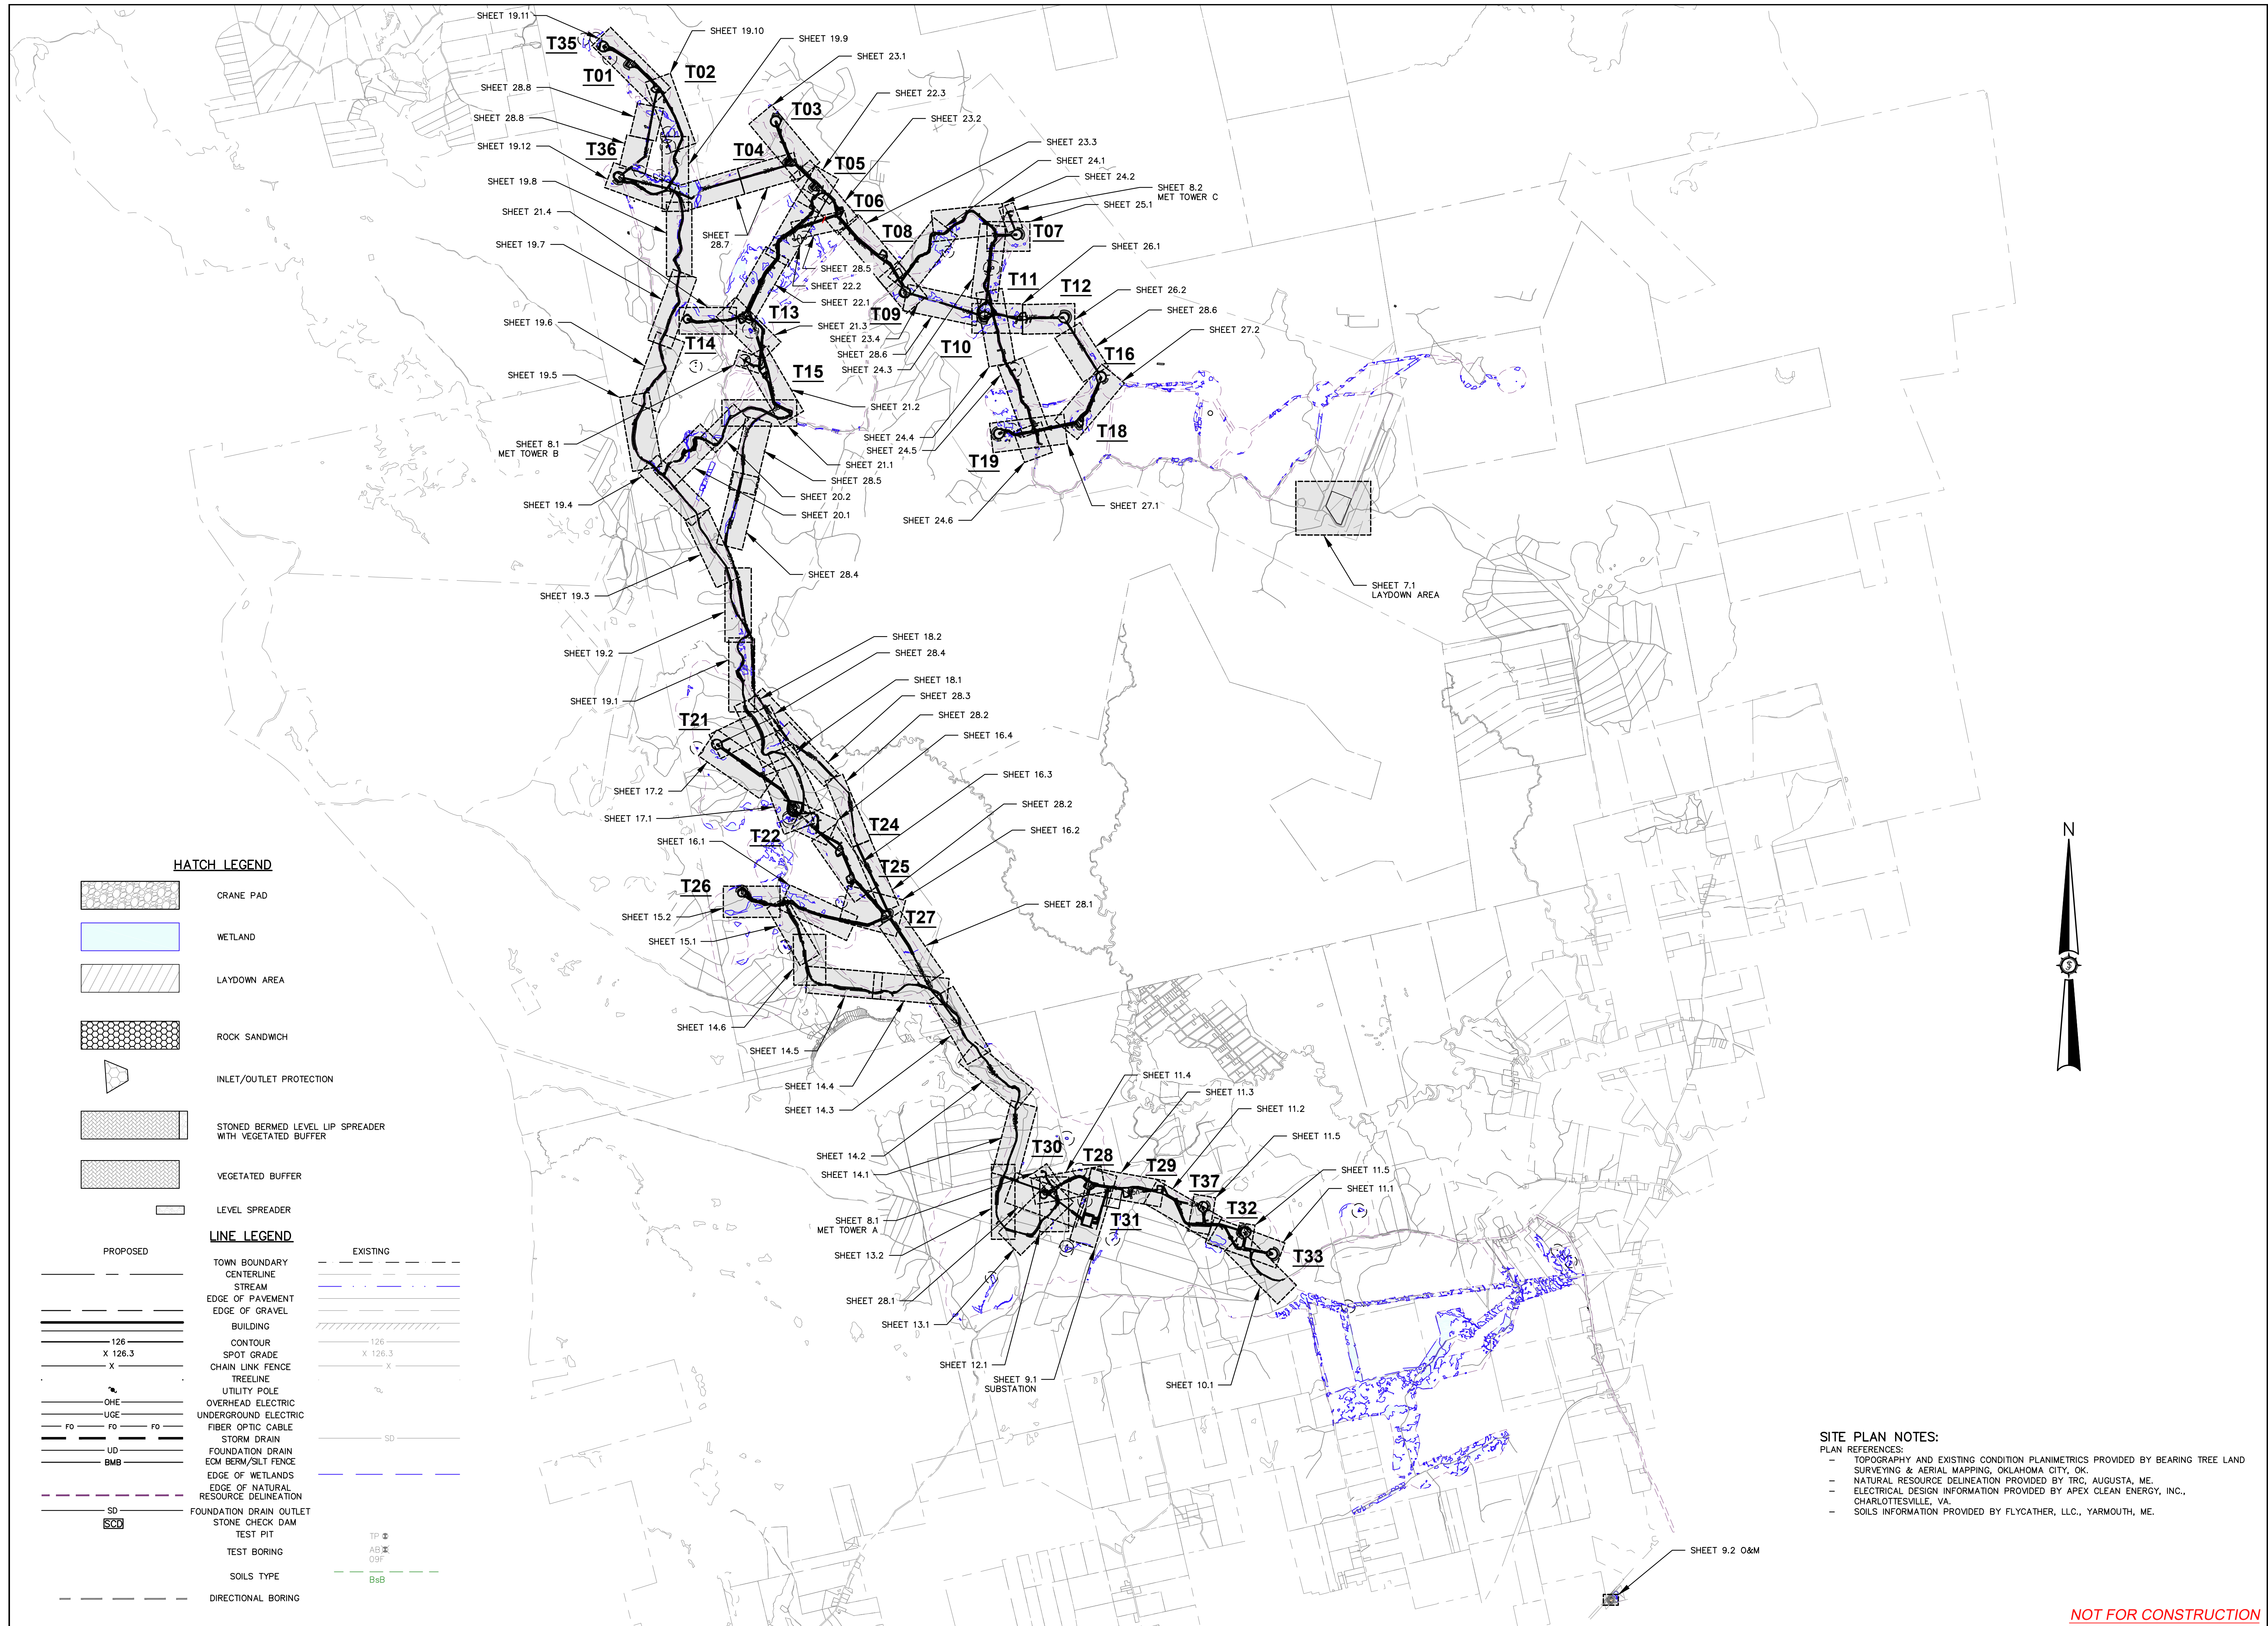 SHEET 19.11
SHEET 19.10
SHEET 19.9
SHEET 23.1
T35
T01
T02
SHEET 28.8
SHEET 28.8
SHEET 19.12
T36
T03
SHEET 22.3
SHEET 23.2
SHEET 23.3
SHEET 24.1
SHEET 24.2
SHEET 8.2
MET TOWER C
SHEET 25.1
T04
T05
T06
SHEET 19.8
SHEET 21.4
SHEET 19.7
SHEET
28.7
T08
T07
SHEET 26.1
SHEET 28.5
SHEET 22.2
SHEET 22.1
T11
T12
SHEET 26.2
SHEET 28.6
SHEET 27.2
T09
T13
SHEET 19.6
T14
SHEET 21.3
SHEET 23.4
SHEET 28.6
SHEET 24.3
T10
T16
SHEET 19.5
T15
SHEET 21.2
SHEET 8.1
MET TOWER B
SHEET 24.4
SHEET 24.5
T18
T19
SHEET 21.1
SHEET 28.5
SHEET 20.2
SHEET 20.1
SHEET 19.4
SHEET 24.6
SHEET 27.1
SHEET 28.4
SHEET 19.3
SHEET 7.1
LAYDOWN AREA
SHEET 19.2
SHEET 18.2
SHEET 28.4
SHEET 18.1
SHEET 28.3
SHEET 28.2
SHEET 16.4
SHEET 19.1
T21
SHEET 16.3
SHEET 17.2
SHEET 28.2
SHEET 17.1
T22
T24
SHEET 16.2
SHEET 16.1
T25
T26
SHEET 28.1
SHEET 15.2
T27
SHEET 15.1
SHEET 14.6
SHEET 14.5
SHEET 14.4
SHEET 14.3
SHEET 11.4
SHEET 11.3
SHEET 11.2
SHEET 11.5
SHEET 14.2
SHEET 14.1
T30
T28
T29
T37
SHEET 11.5
SHEET 11.1
T32
T31
T33
SHEET 8.1
MET TOWER A
SHEET 13.2
SHEET 28.1
SHEET 13.1
SHEET 12.1
SHEET 9.1
SUBSTATION
SHEET 10.1
SHEET 9.2 O&M
N
HATCH LEGEND
CRANE PAD
WETLAND
LAYDOWN AREA
ROCK SANDWICH
INLET/OUTLET PROTECTION
STONED BERMED LEVEL LIP SPREADER
WITH VEGETATED BUFFER
VEGETATED BUFFER
LEVEL SPREADER
LINE LEGEND
PROPOSED EXISTING
TOWN BOUNDARY
CENTERLINE
STREAM
EDGE OF PAVEMENT
EDGE OF GRAVEL
BUILDING
126 CONTOUR 126
X 126.3 SPOT GRADE X 126.3
X CHAIN LINK FENCE X
TREELINE
UTILITY POLE
OHE OVERHEAD ELECTRIC
UGE UNDERGROUND ELECTRIC
FO FO FO FIBER OPTIC CABLE
STORM DRAIN SD
UD FOUNDATION DRAIN
BMB ECM BERM/SILT FENCE
EDGE OF WETLANDS
EDGE OF NATURAL
RESOURCE DELINEATION
SD FOUNDATION DRAIN OUTLET
SCD STONE CHECK DAM
TEST PIT TP
TEST BORING AB
09F
SOILS TYPE BsB
DIRECTIONAL BORING
SITE PLAN NOTES:
PLAN REFERENCES:
– TOPOGRAPHY AND EXISTING CONDITION PLANIMETRICS PROVIDED BY BEARING TREE LAND
SURVEYING & AERIAL MAPPING, OKLAHOMA CITY, OK.
– NATURAL RESOURCE DELINEATION PROVIDED BY TRC, AUGUSTA, ME.
– ELECTRICAL DESIGN INFORMATION PROVIDED BY APEX CLEAN ENERGY, INC.,
CHARLOTTESVILLE, VA.
– SOILS INFORMATION PROVIDED BY FLYCATHER, LLC., YARMOUTH, ME.
NOT FOR CONSTRUCTION